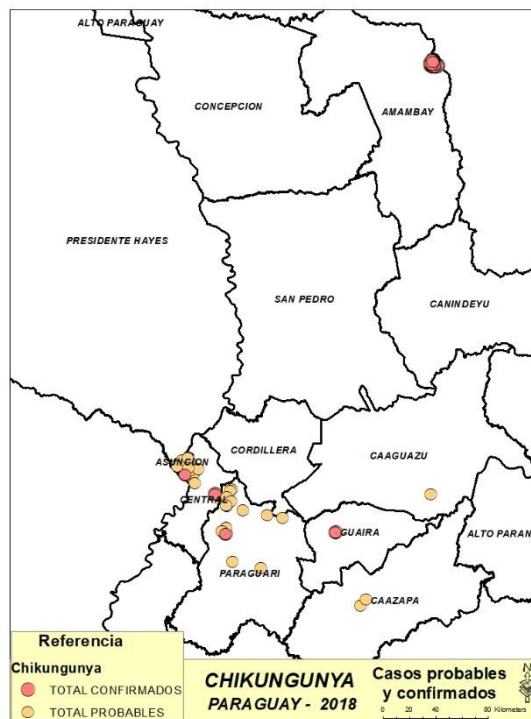 ALTO PARAGUAY
CONCEPCION
AMAMBAY
PRESIDENTE HAYES
SAN PEDRO
CANINDEYU
CORDILLERA
ASUNCION
CAAGUAZU
CENTRAL
GUAIRA
ALTO PARAN
PARAGUARI
CAAZAPA
Referencia
Chikungunya
TOTAL CONFIRMADOS
TOTAL PROBABLES
CHIKUNGUNYA
PARAGUAY - 2018
Casos probables
y confirmados
0 20 40 80 Kilometers